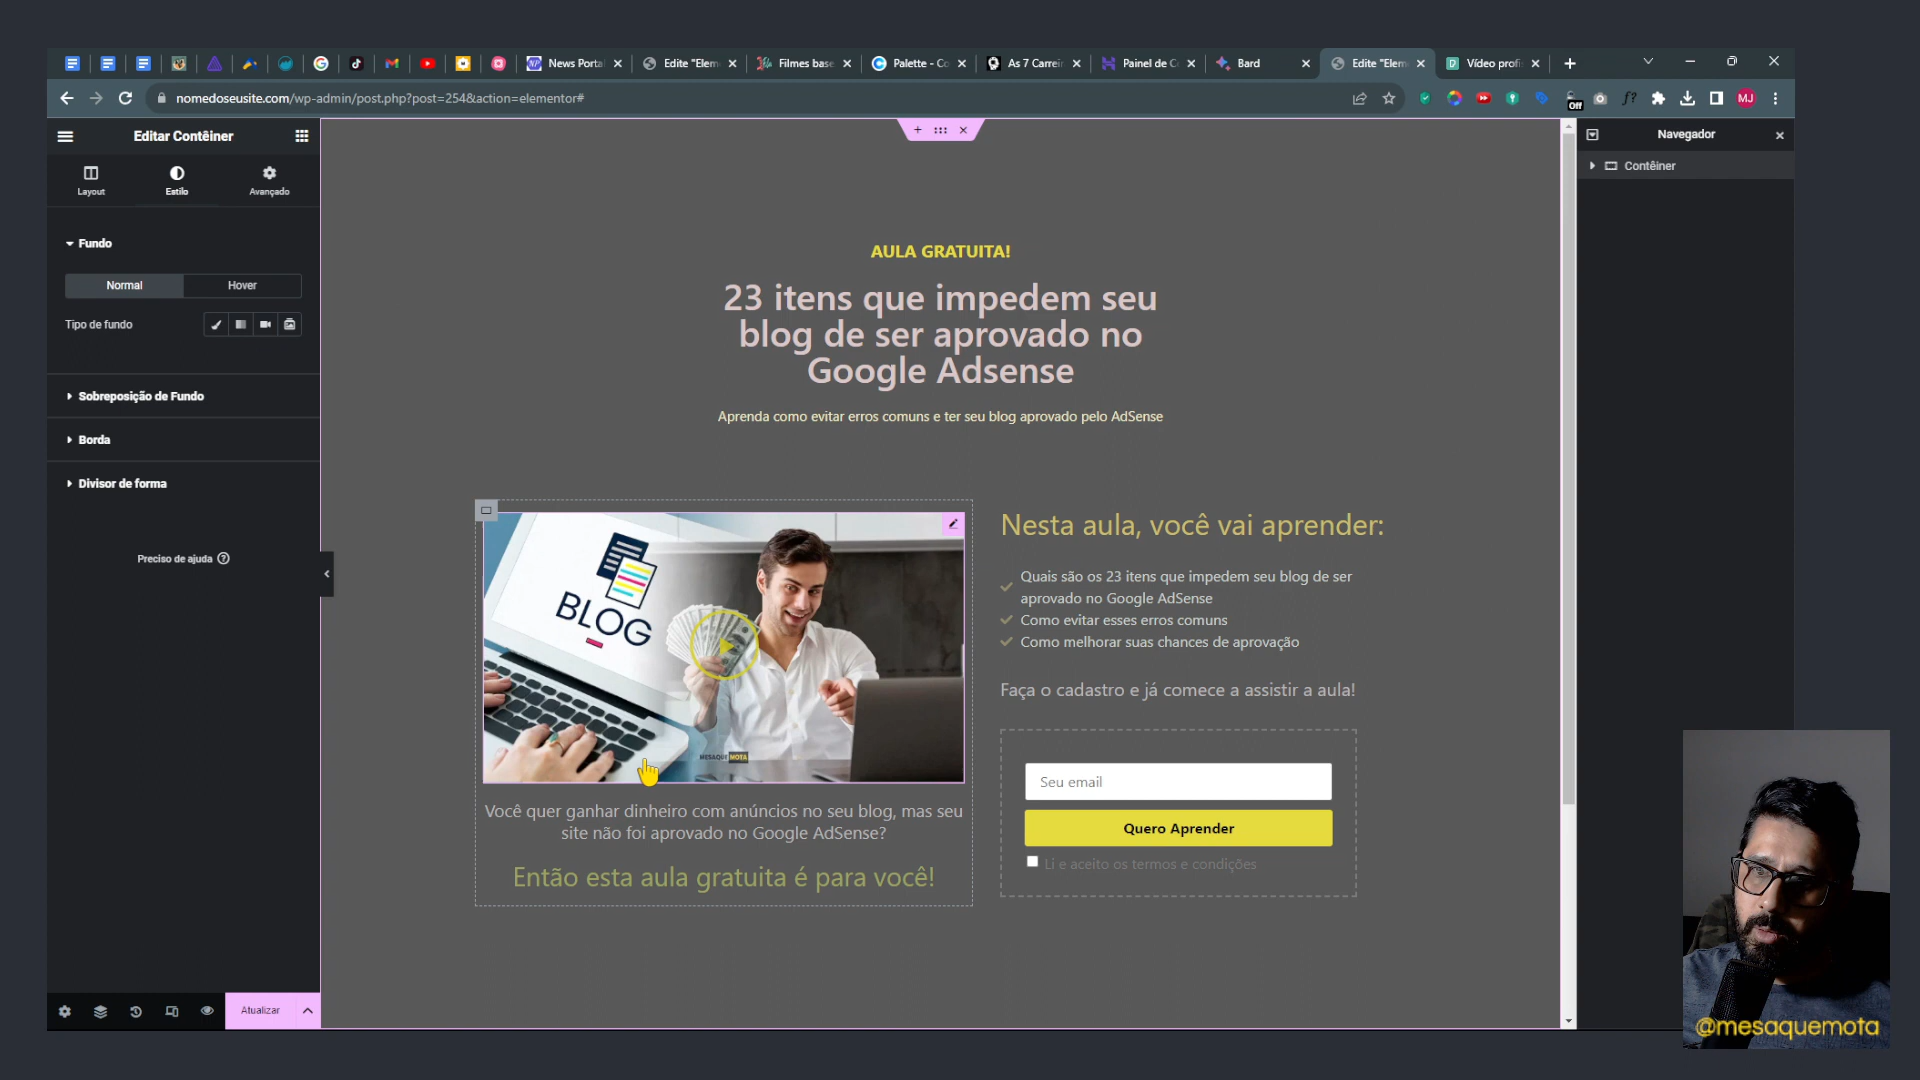 News Porta
Edite "Elem
Filmes base
Palette - Co
As 7 Carrei
Painel de C
Bard
Edite "Elem
Vídeo profi
nomedoseusite.com/wp-admin/post.php?post=254&action=elementor#
Off
f?
MJ
Editar Contêiner
Layout
Estilo
Avançado
Fundo
Normal
Hover
Tipo de fundo
Sobreposição de Fundo
Borda
Divisor de forma
Preciso de ajuda
Atualizar
AULA GRATUITA!
23 itens que impedem seu
blog de ser aprovado no
Google Adsense
Aprenda como evitar erros comuns e ter seu blog aprovado pelo AdSense
BLOG
MESAQUE MOTA
Você quer ganhar dinheiro com anúncios no seu blog, mas seu
site não foi aprovado no Google AdSense?
Então esta aula gratuita é para você!
Nesta aula, você vai aprender:
Quais são os 23 itens que impedem seu blog de ser
aprovado no Google AdSense
Como evitar esses erros comuns
Como melhorar suas chances de aprovação
Faça o cadastro e já comece a assistir a aula!
Seu email
Quero Aprender
Li e aceito os termos e condições
Navegador
Contêiner
@mesaquemota